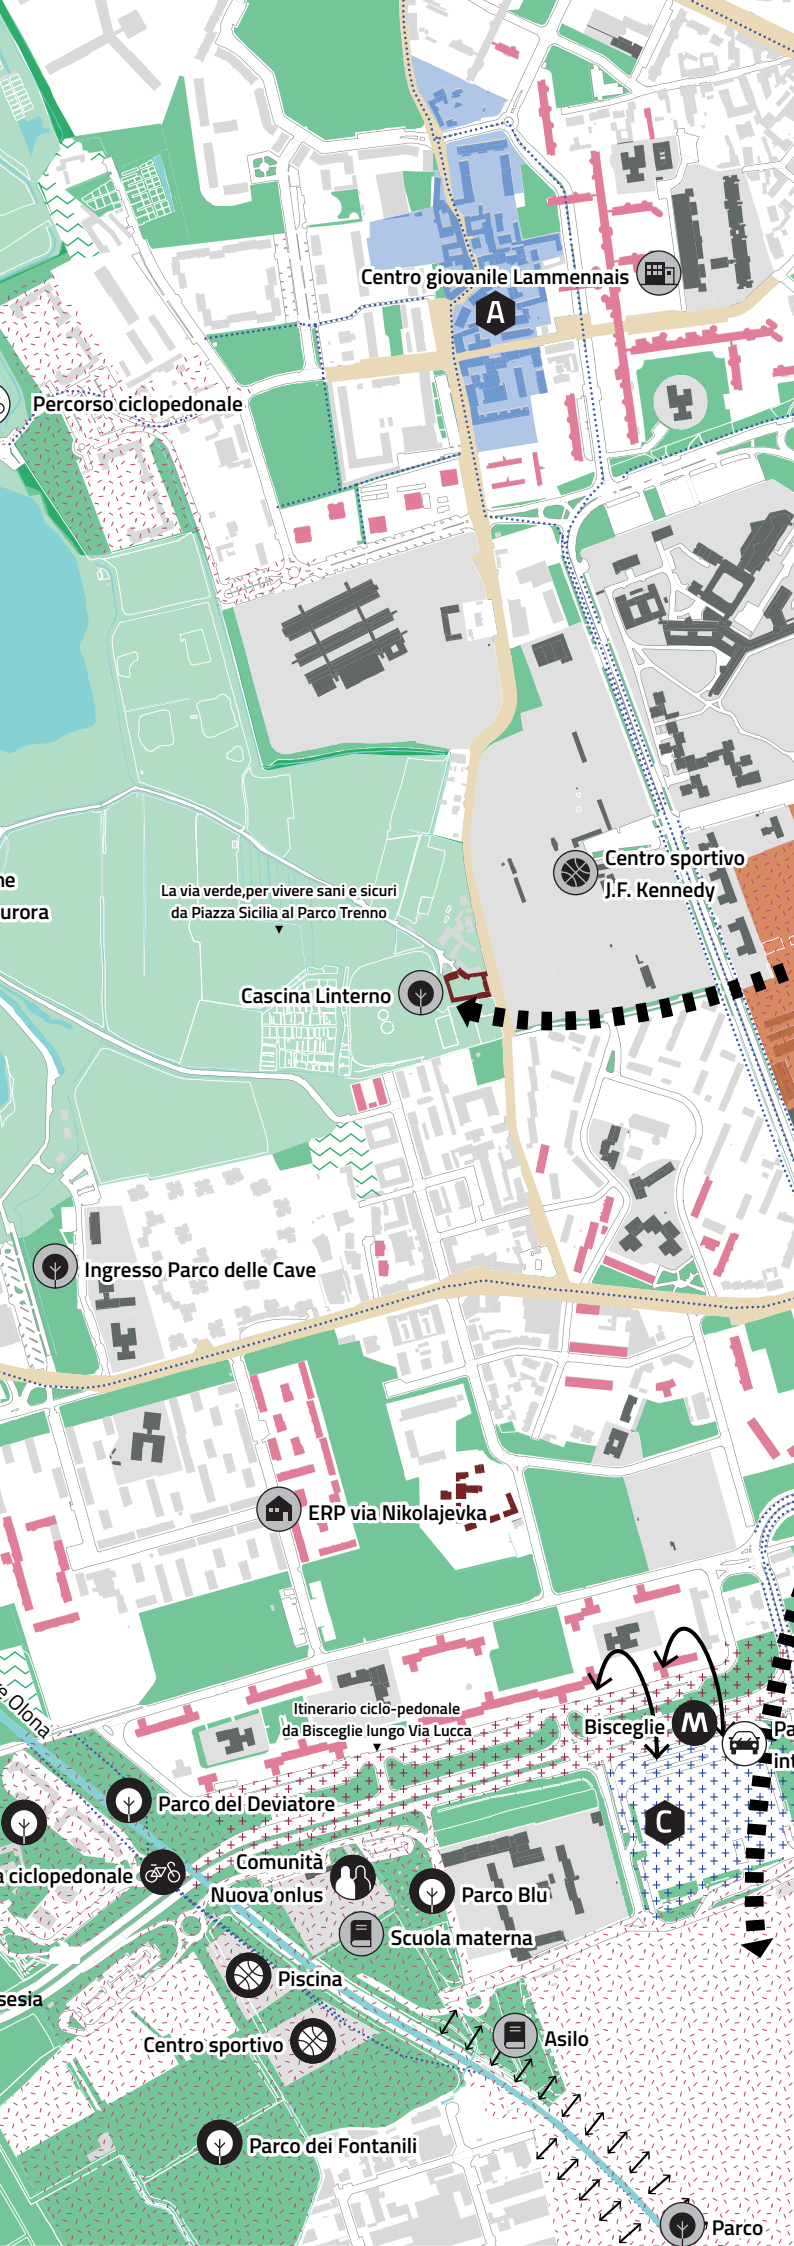 Centro giovanile Lammennais
A
Percorso ciclopedonale
Centro sportivo
J.F. Kennedy
ne
urora
La via verde,per vivere sani e sicuri
da Piazza Sicilia al Parco Trenno
Cascina Linterno
Ingresso Parco delle Cave
ERP via Nikolajevka
e Olona
Itinerario ciclo-pedonale
da Bisceglie lungo Via Lucca
Bisceglie
M
Pa
int
Parco del Deviatore
C
a ciclopedonale
Comunità
Nuova onlus
Parco Blu
Scuola materna
Piscina
sesia
Centro sportivo
Asilo
Parco dei Fontanili
Parco